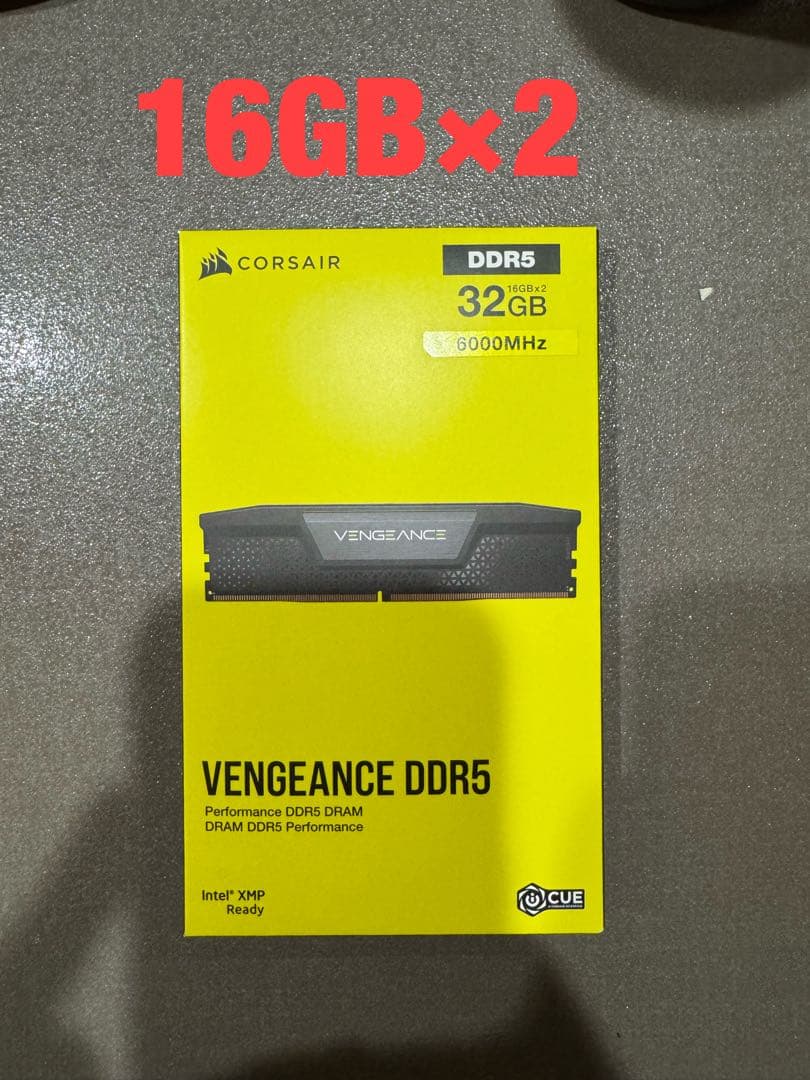 16GB×2
CORSAIR
DDR5
16GBx2
32GB
6000MHz
VENGEANCE
VENGEANCE DDR5
Performance DDR5 DRAM
DRAM DDR5 Performance
Intel® XMP
Ready
iCUE